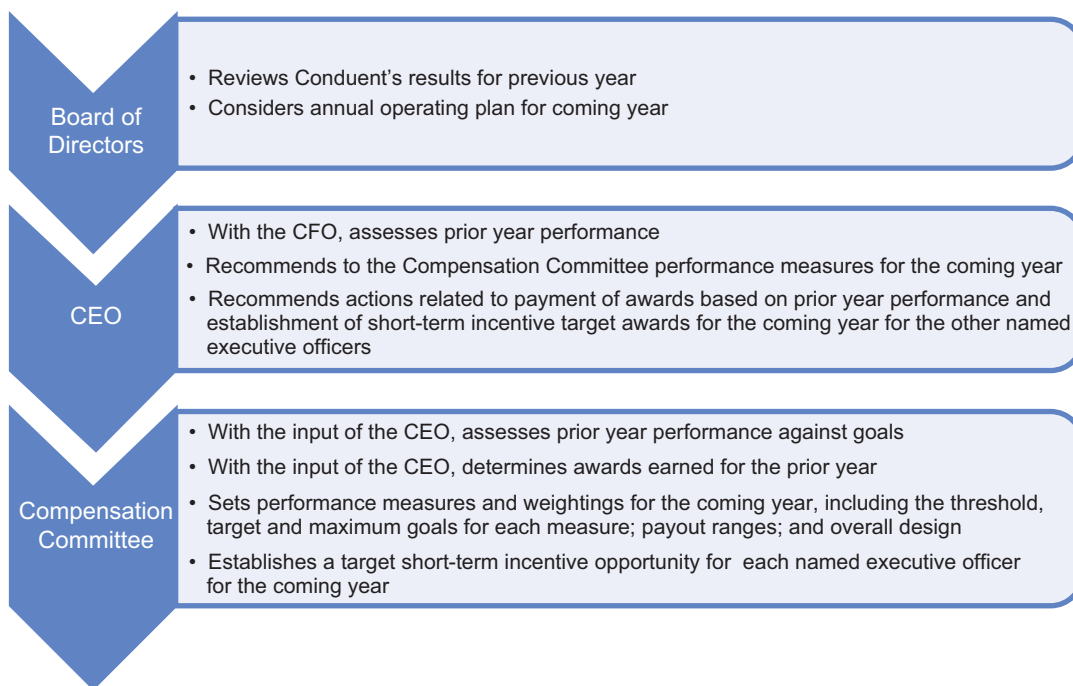 Board of
Directors
• Reviews Conduent's results for previous year
• Considers annual operating plan for coming year
CEO
• With the CFO, assesses prior year performance
• Recommends to the Compensation Committee performance measures for the coming year
• Recommends actions related to payment of awards based on prior year performance and
establishment of short-term incentive target awards for the coming year for the other named
executive officers
Compensation
Committee
• With the input of the CEO, assesses prior year performance against goals
• With the input of the CEO, determines awards earned for the prior year
• Sets performance measures and weightings for the coming year, including the threshold,
target and maximum goals for each measure; payout ranges; and overall design
• Establishes a target short-term incentive opportunity for each named executive officer
for the coming year